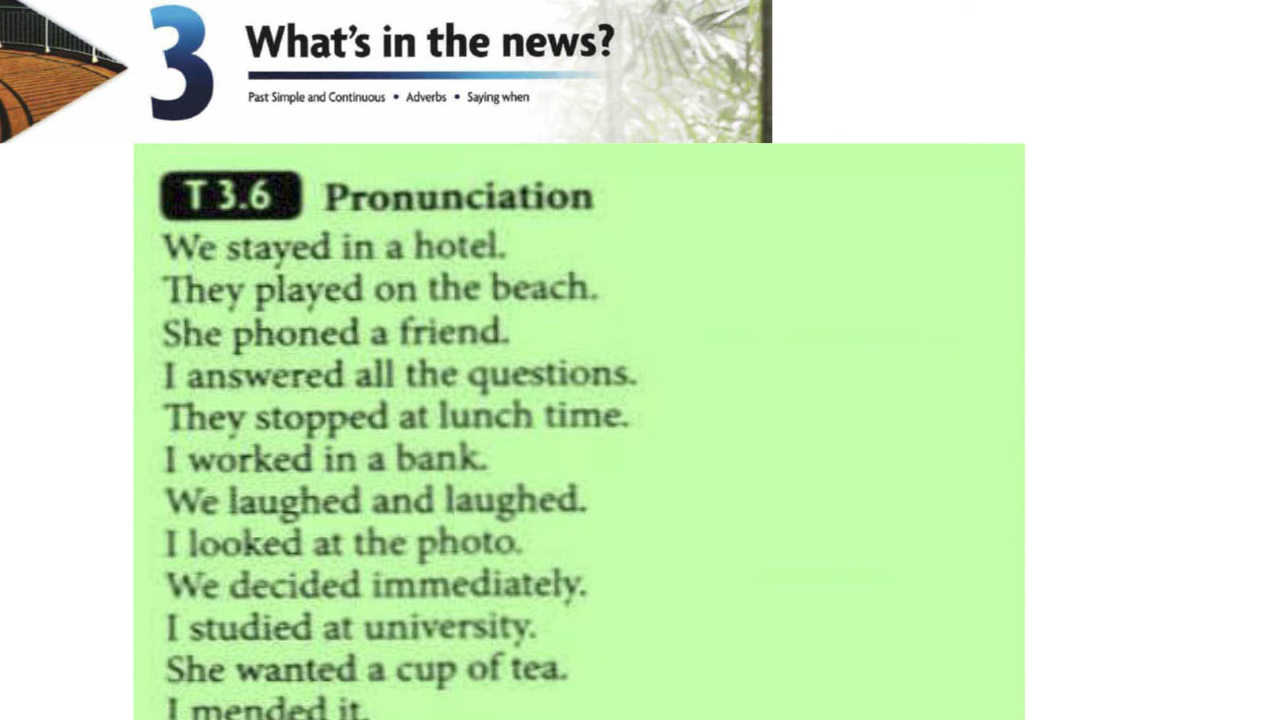 3 What's in the news?
Past Simple and Continuous • Adverbs • Saying when
T 3.6 Pronunciation
We stayed in a hotel.
They played on the beach.
She phoned a friend.
I answered all the questions.
They stopped at lunch time.
I worked in a bank.
We laughed and laughed.
I looked at the photo.
We decided immediately.
I studied at university.
She wanted a cup of tea.
I mended it.